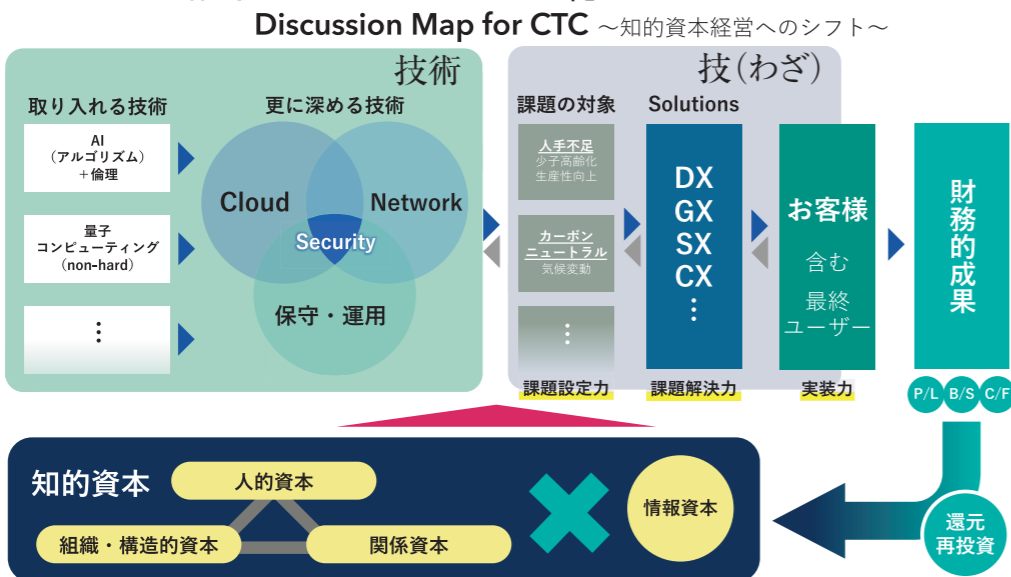 Discussion Map for CTC ～知的資本経営へのシフト～
技術
取り入れる技術
更に深める技術
AI
（アルゴリズム）
＋倫理
量子
コンピューティング
（non-hard）
⋮
Cloud
Network
Security
保守・運用
技（わざ）
課題の対象
Solutions
人手不足
少子高齢化
生産性向上
カーボン
ニュートラル
気候変動
⋮
DX
GX
SX
CX
⋮
お客様
含む
最終
ユーザー
課題設定力
課題解決力
実装力
財務的成果
P/L
B/S
C/F
知的資本
人的資本
組織・構造的資本
関係資本
情報資本
還元
再投資